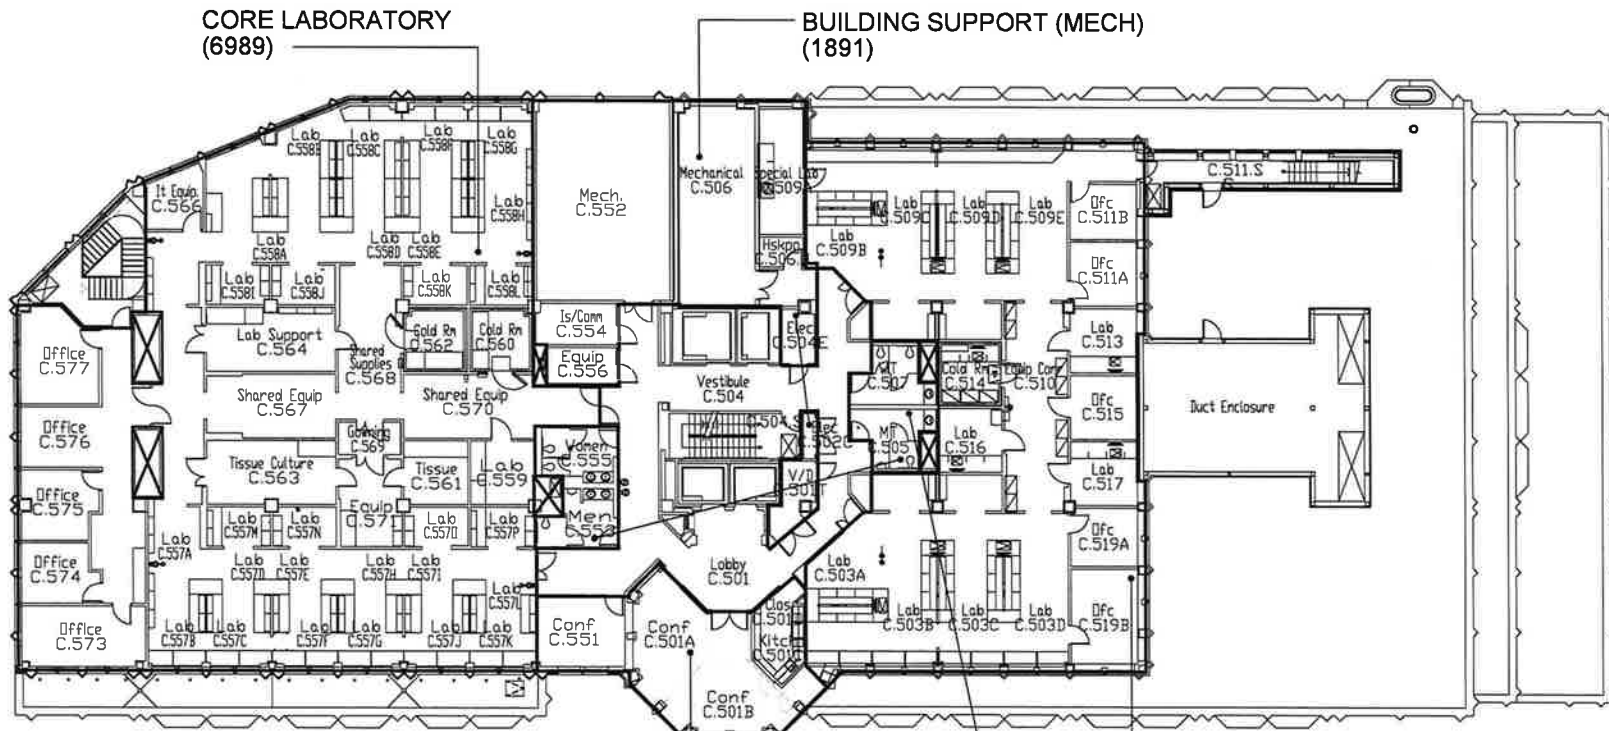 CORE LABORATORY
(6989)
BUILDING SUPPORT (MECH)
(1891)
Lab
C.558B
Lab
C.558C
Lab
C.558F
Lab
C.558G
It Equip.
C.566
Lab
C.558H
Lab
C.558A
Lab
C.558D
Lab
C.558E
Lab
C.558I
Lab
C.558J
Lab
C.558K
Lab
C.558L
Mech.
C.552
Mechanical
C.506
Special Lab
C.509A
Hskpg
C.506
Lab
C.509B
Lab
C.509C
Lab
C.509D
Lab
C.509E
Ofc
C.511B
C.511.S
Ofc
C.511A
Office
C.577
Lab Support
C.564
Shared
Supplies
C.568
Cold Rm
C.562
Cold Rm
C.560
Is/Comm
C.554
Equip
C.556
Elec
C.504E
Lab
C.513
Vestibule
C.504
C.507
Cold Rm
C.514
C.510
Shared Equip
C.567
Shared Equip
C.570
Ofc
C.515
Duct Enclosure
Office
C.576
Gowning
C.569
C.504.S
Elec
C.502C
C.505
Lab
C.516
Women
C.555
Tissue Culture
C.563
Tissue
C.561
Lab
C.559
V/D
C.501T
Lab
C.517
Office
C.575
Equip
C.571
Men
C.553
Lab
C.557M
Lab
C.557N
Lab
C.557O
Lab
C.557P
Lab
C.557A
Ofc
C.519A
Office
C.574
Lab
C.557D
Lab
C.557E
Lab
C.557H
Lab
C.557I
Lab
C.557L
Lobby
C.501
Lab
C.503A
Office
C.573
Lab
C.557B
Lab
C.557C
Lab
C.557F
Lab
C.557G
Lab
C.557J
Lab
C.557K
Conf
C.551
Conf
C.501A
Clos
Kitch
Lab
C.503B
Lab
C.503C
Lab
C.503D
Ofc
C.519B
Conf
C.501B